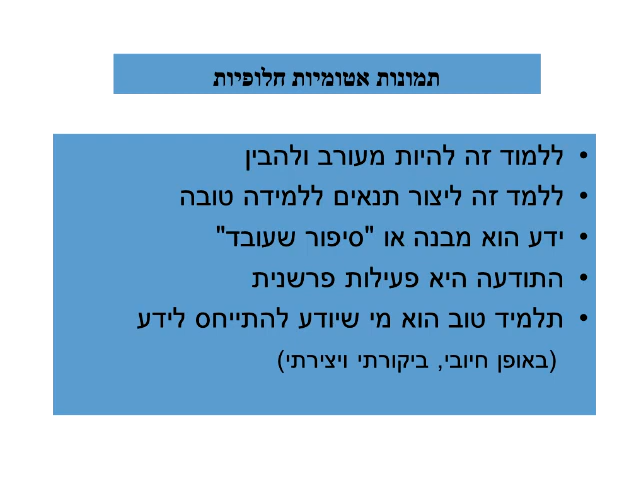 תמונות אטומיות חלופיות
• ללמוד זה להיות מעורב ולהבין
• ללמד זה ליצור תנאים ללמידה טובה
• ידע הוא מבנה או "סיפור שעובד"
• התודעה היא פעילות פרשנית
• תלמיד טוב הוא מי שיודע להתייחס לידע
(באופן חיובי, ביקורתי ויצירתי)